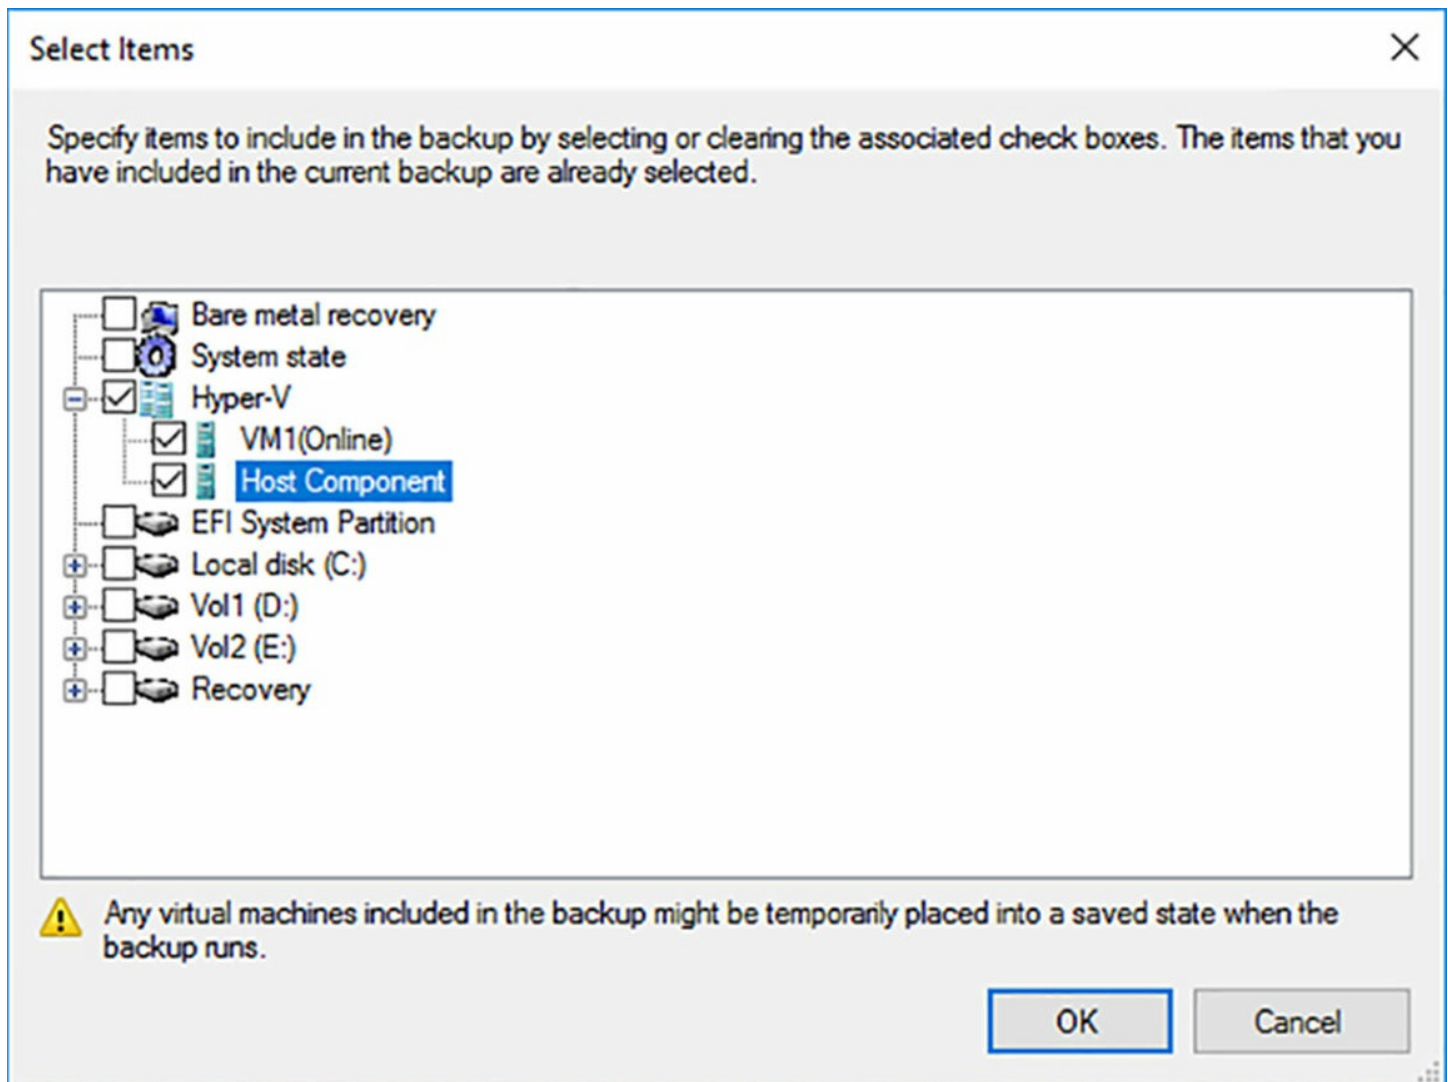 Select Items
Specify items to include in the backup by selecting or clearing the associated check boxes. The items that you
have included in the current backup are already selected.
Bare metal recovery
System state
Hyper-V
VM1(Online)
Host Component
EFI System Partition
Local disk (C:)
Vol1 (D:)
Vol2 (E:)
Recovery
Any virtual machines included in the backup might be temporarily placed into a saved state when the
backup runs.
OK Cancel